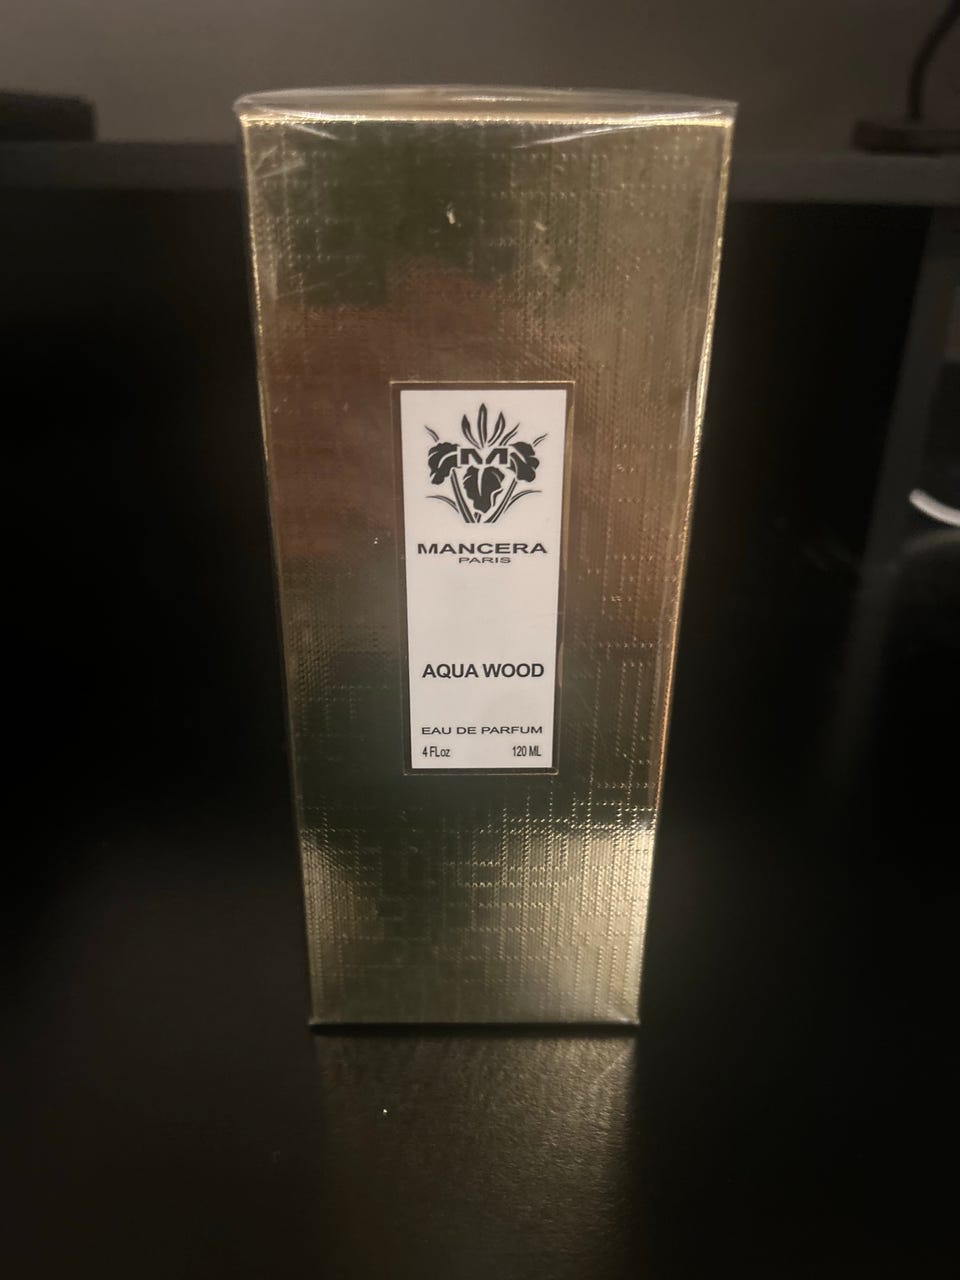 M
MANCERA
PARIS
AQUA WOOD
EAU DE PARFUM
4 FLoz 120 ML